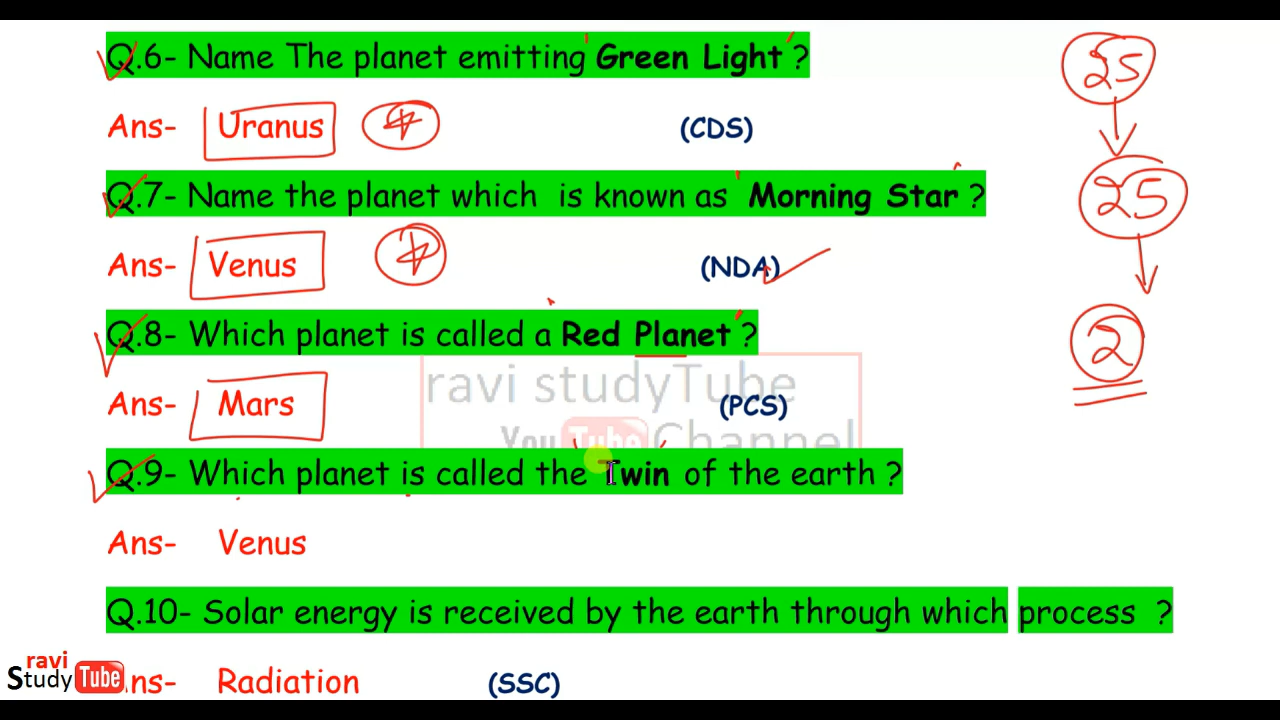 Q.6- Name The planet emitting 'Green Light' ?
25
Ans- Uranus (CDS)
Q.7- Name the planet which is known as 'Morning Star' ?
25
Ans- Venus (NDA)
Q.8- Which planet is called a 'Red Planet' ?
2
ravi studyTube
Ans- Mars (PCS)
YouTube Channel
Q.9- Which planet is called the 'Twin' of the earth ?
Ans- Venus
Q.10- Solar energy is received by the earth through which process ?
ravi
Study Tube
Ans- Radiation (SSC)